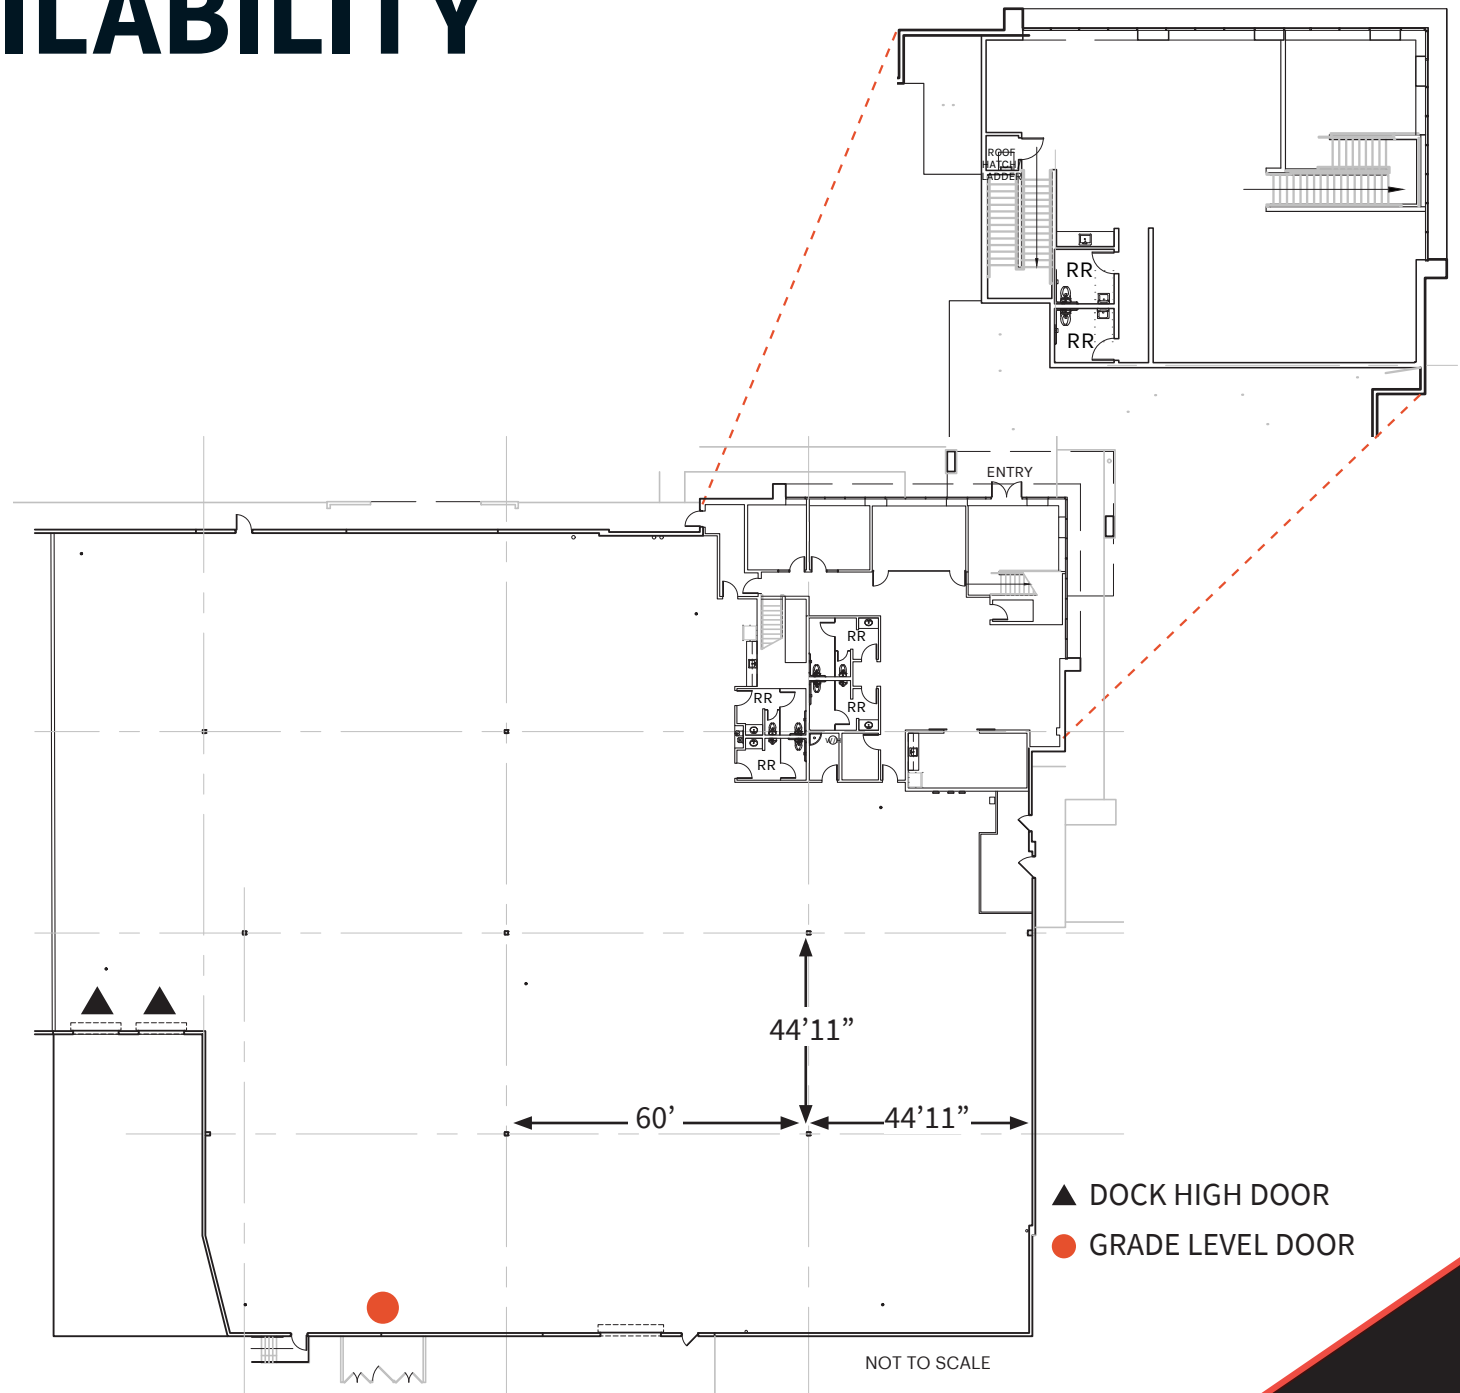 ILABILITY
ROOF
HATCH/
LADDER
RR
RR
ENTRY
RR
RR
RR
RR
44’11”
60’
44’11”
▲ DOCK HIGH DOOR
● GRADE LEVEL DOOR
NOT TO SCALE